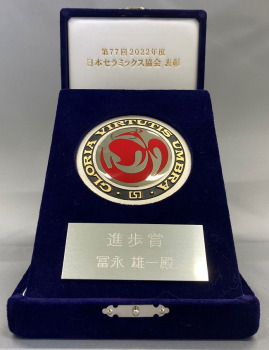 第77回2022年度
日本セラミックス協会 表彰
GLORIA VIRTUTIS UMBRA
[S]
進歩賞
冨永 雄一殿